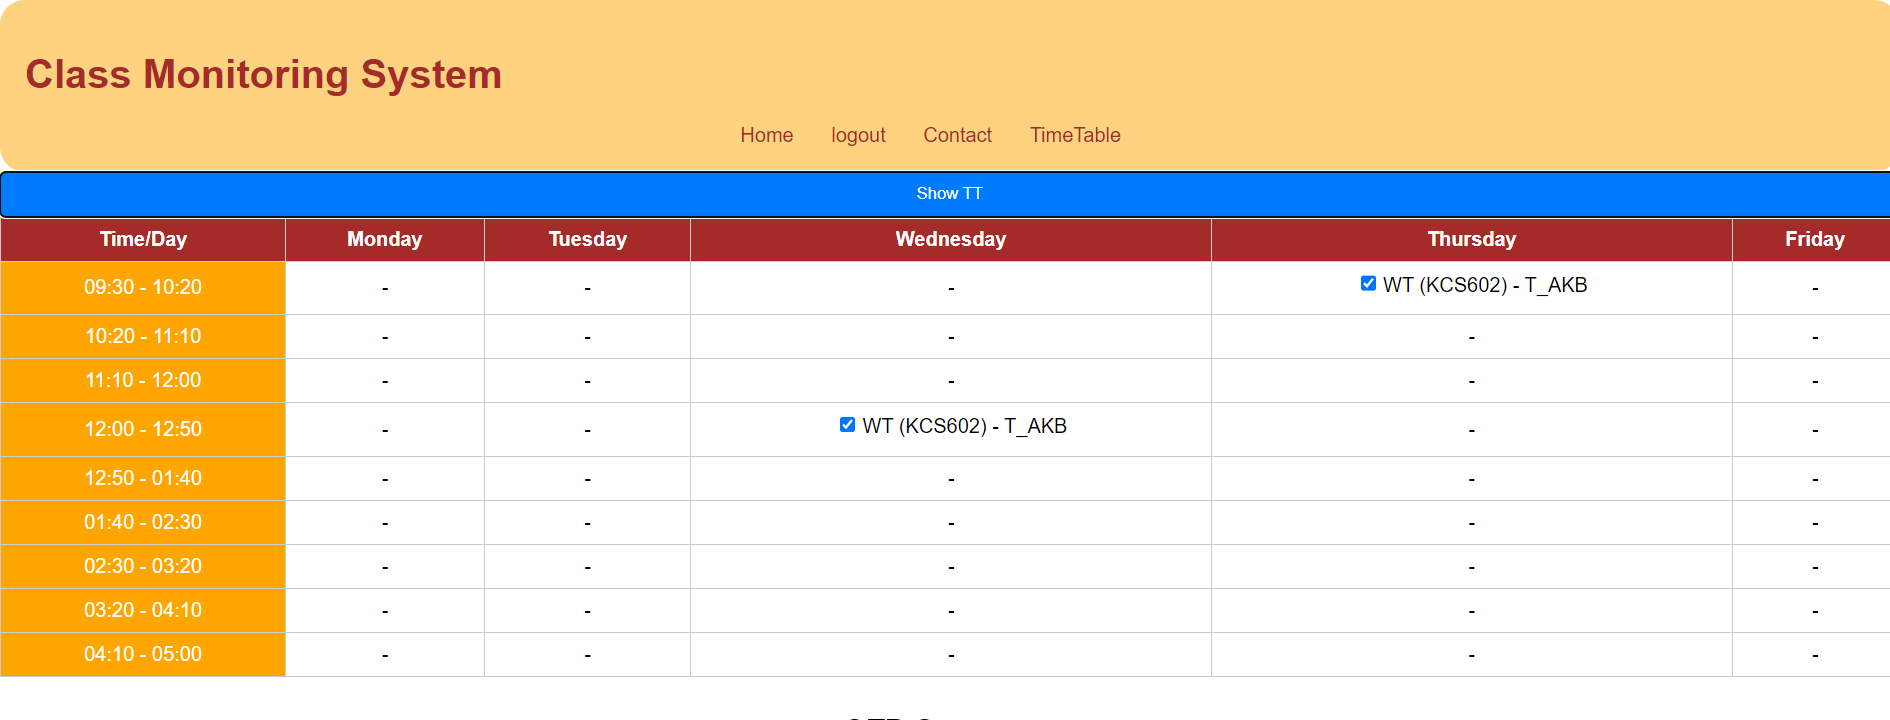 Class Monitoring System
Home logout Contact TimeTable
Show TT
Time/Day Monday Tuesday Wednesday Thursday Friday
09:30 - 10:20 - - - WT (KCS602) - T_AKB -
10:20 - 11:10 - - - - -
11:10 - 12:00 - - - - -
12:00 - 12:50 - - WT (KCS602) - T_AKB - -
12:50 - 01:40 - - - - -
01:40 - 02:30 - - - - -
02:30 - 03:20 - - - - -
03:20 - 04:10 - - - - -
04:10 - 05:00 - - - - -